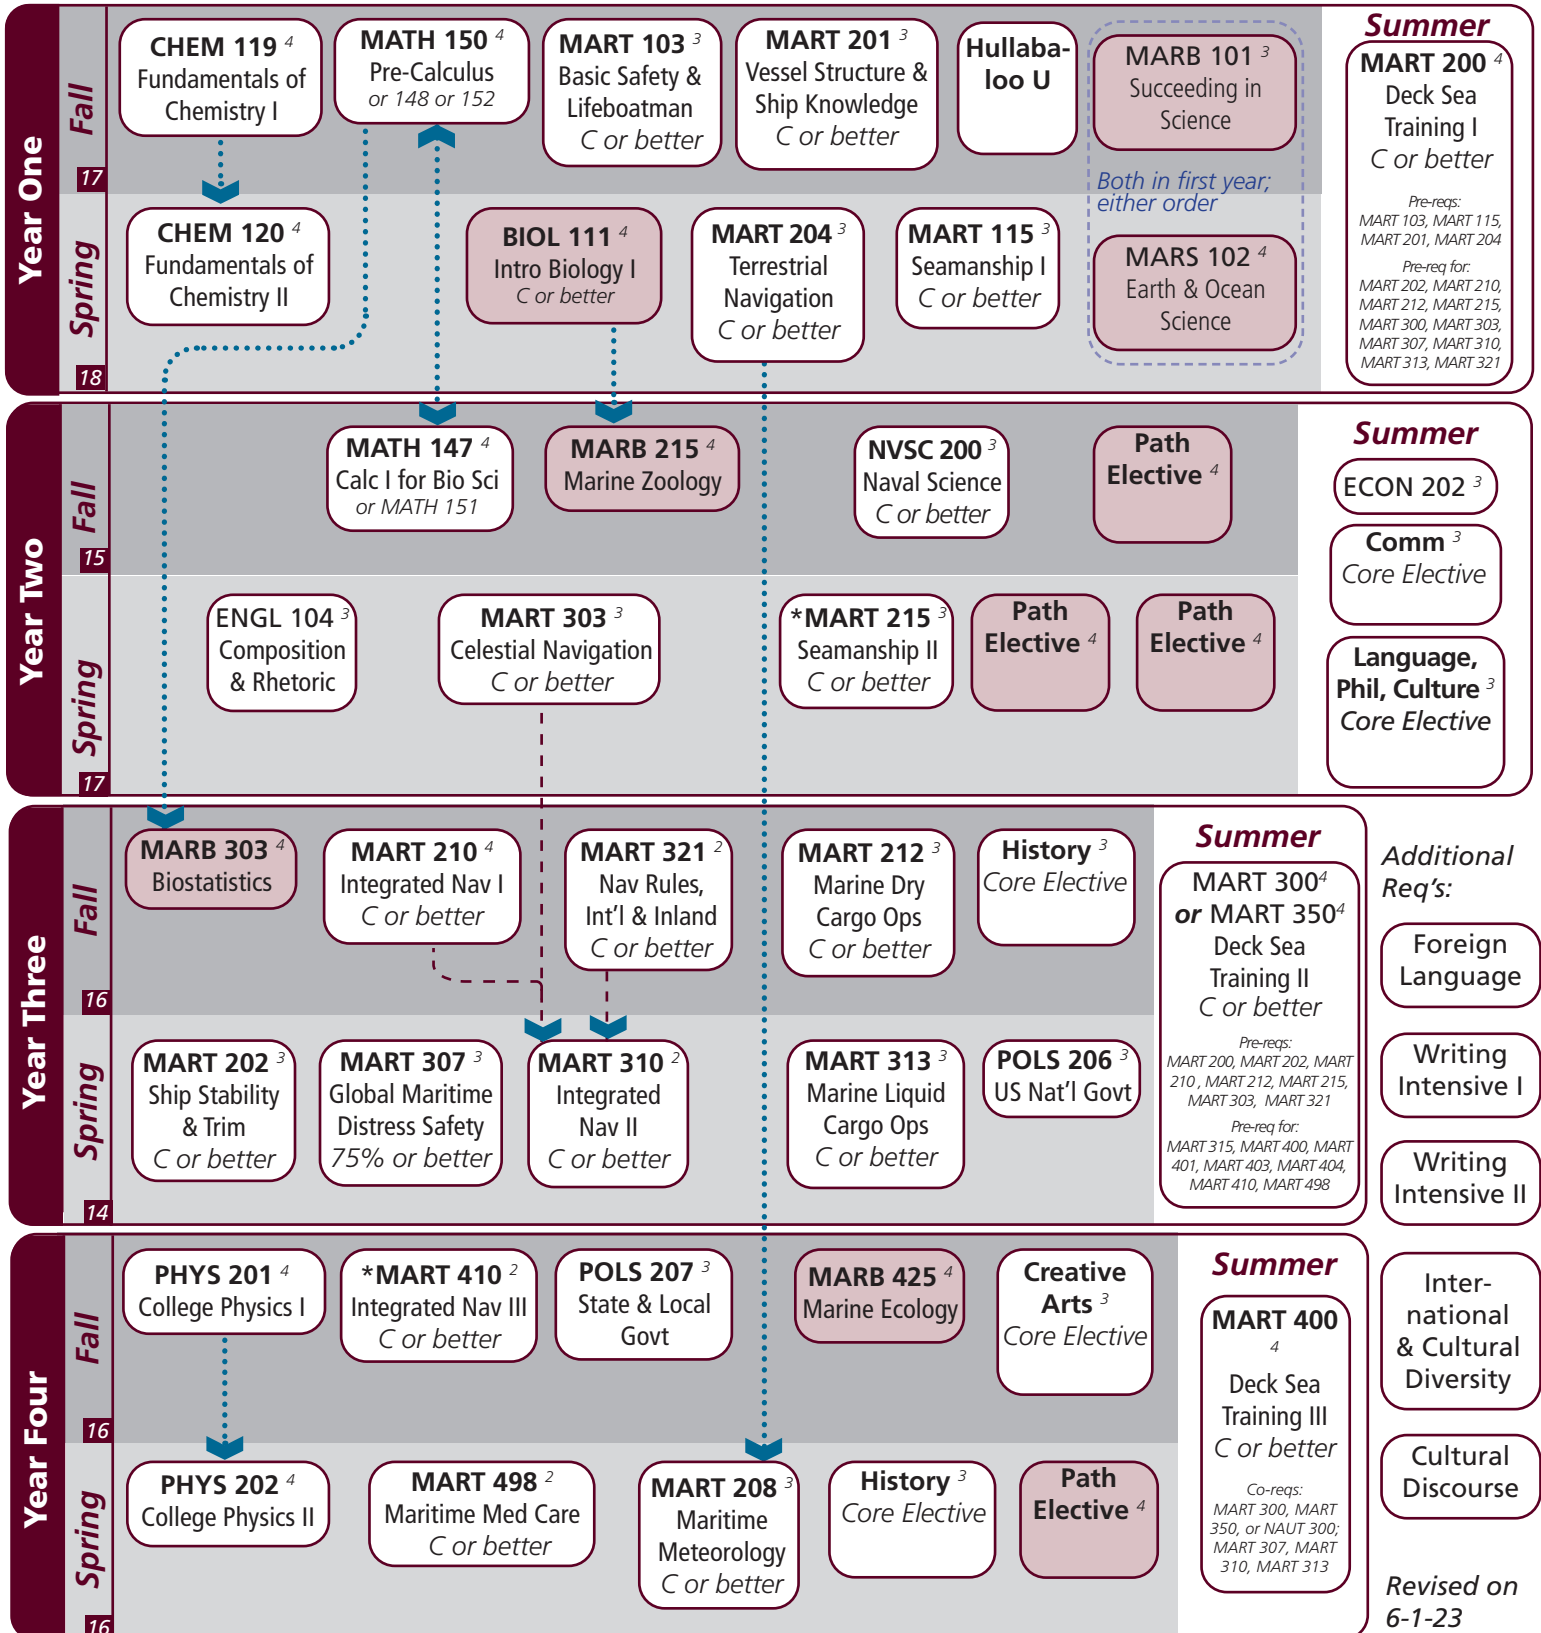 Year One
Fall
17
CHEM 119 4
Fundamentals of
Chemistry I
MATH 150 4
Pre-Calculus
or 148 or 152
MART 103 3
Basic Safety &
Lifeboatman
C or better
MART 201 3
Vessel Structure &
Ship Knowledge
C or better
Hullaba-
loo U
MARB 101 3
Succeeding in
Science
Both in first year;
either order
Spring
18
CHEM 120 4
Fundamentals of
Chemistry II
BIOL 111 4
Intro Biology I
C or better
MART 204 3
Terrestrial
Navigation
C or better
MART 115 3
Seamanship I
C or better
MARS 102 4
Earth & Ocean
Science
Summer
MART 200 4
Deck Sea
Training I
C or better
Pre-reqs:
MART 103, MART 115,
MART 201, MART 204
Pre-req for:
MART 202, MART 210,
MART 212, MART 215,
MART 300, MART 303,
MART 307, MART 310,
MART 313, MART 321
Year Two
Fall
15
MATH 147 4
Calc I for Bio Sci
or MATH 151
MARB 215 4
Marine Zoology
NVSC 200 3
Naval Science
C or better
Path
Elective 4
Spring
17
ENGL 104 3
Composition
& Rhetoric
MART 303 3
Celestial Navigation
C or better
*MART 215 3
Seamanship II
C or better
Path
Elective 4
Path
Elective 4
Summer
ECON 202 3
Comm 3
Core Elective
Language,
Phil, Culture 3
Core Elective
Year Three
Fall
16
MARB 303 4
Biostatistics
MART 210 4
Integrated Nav I
C or better
MART 321 2
Nav Rules,
Int'l & Inland
C or better
MART 212 3
Marine Dry
Cargo Ops
C or better
History 3
Core Elective
Spring
14
MART 202 3
Ship Stability
& Trim
C or better
MART 307 3
Global Maritime
Distress Safety
75% or better
MART 310 2
Integrated
Nav II
C or better
MART 313 3
Marine Liquid
Cargo Ops
C or better
POLS 206 3
US Nat'l Govt
Summer
MART 300 4
or MART 350 4
Deck Sea
Training II
C or better
Pre-reqs:
MART 200, MART 202, MART
210 , MART 212, MART 215,
MART 303, MART 321
Pre-req for:
MART 315, MART 400, MART
401, MART 403, MART 404,
MART 410, MART 498
Additional
Req's:
Foreign
Language
Writing
Intensive I
Writing
Intensive II
Inter-
national
& Cultural
Diversity
Cultural
Discourse
Year Four
Fall
16
PHYS 201 4
College Physics I
*MART 410 2
Integrated Nav III
C or better
POLS 207 3
State & Local
Govt
MARB 425 4
Marine Ecology
Creative
Arts 3
Core Elective
Spring
16
PHYS 202 4
College Physics II
MART 498 2
Maritime Med Care
C or better
MART 208 3
Maritime
Meteorology
C or better
History 3
Core Elective
Path
Elective 4
Summer
MART 400
4
Deck Sea
Training III
C or better
Co-reqs:
MART 300, MART
350, or NAUT 300;
MART 307, MART
310, MART 313
Revised on
6-1-23